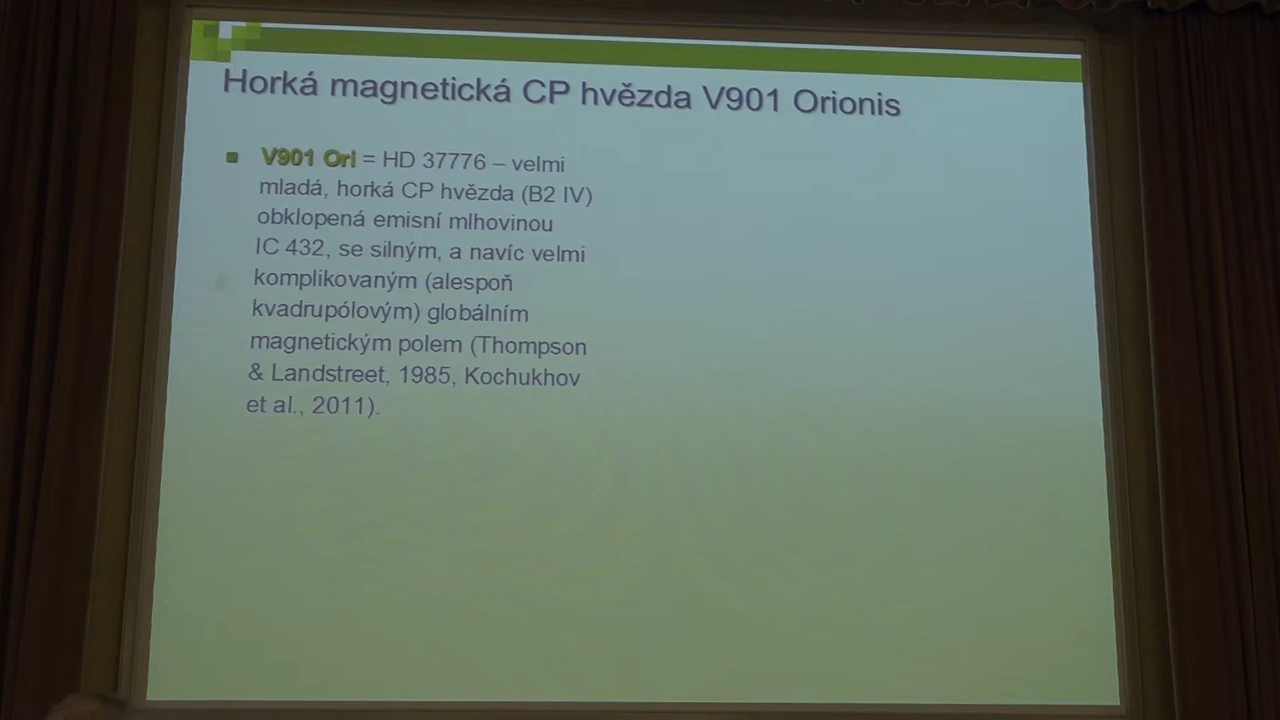 Horká magnetická CP hvězda V901 Orionis
V901 Ori = HD 37776 – velmi
mladá, horká CP hvězda (B2 IV)
obklopená emisní mlhovinou
IC 432, se silným, a navíc velmi
komplikovaným (alespoň
kvadrupólovým) globálním
magnetickým polem (Thompson
& Landstreet, 1985, Kochukhov
et al., 2011).